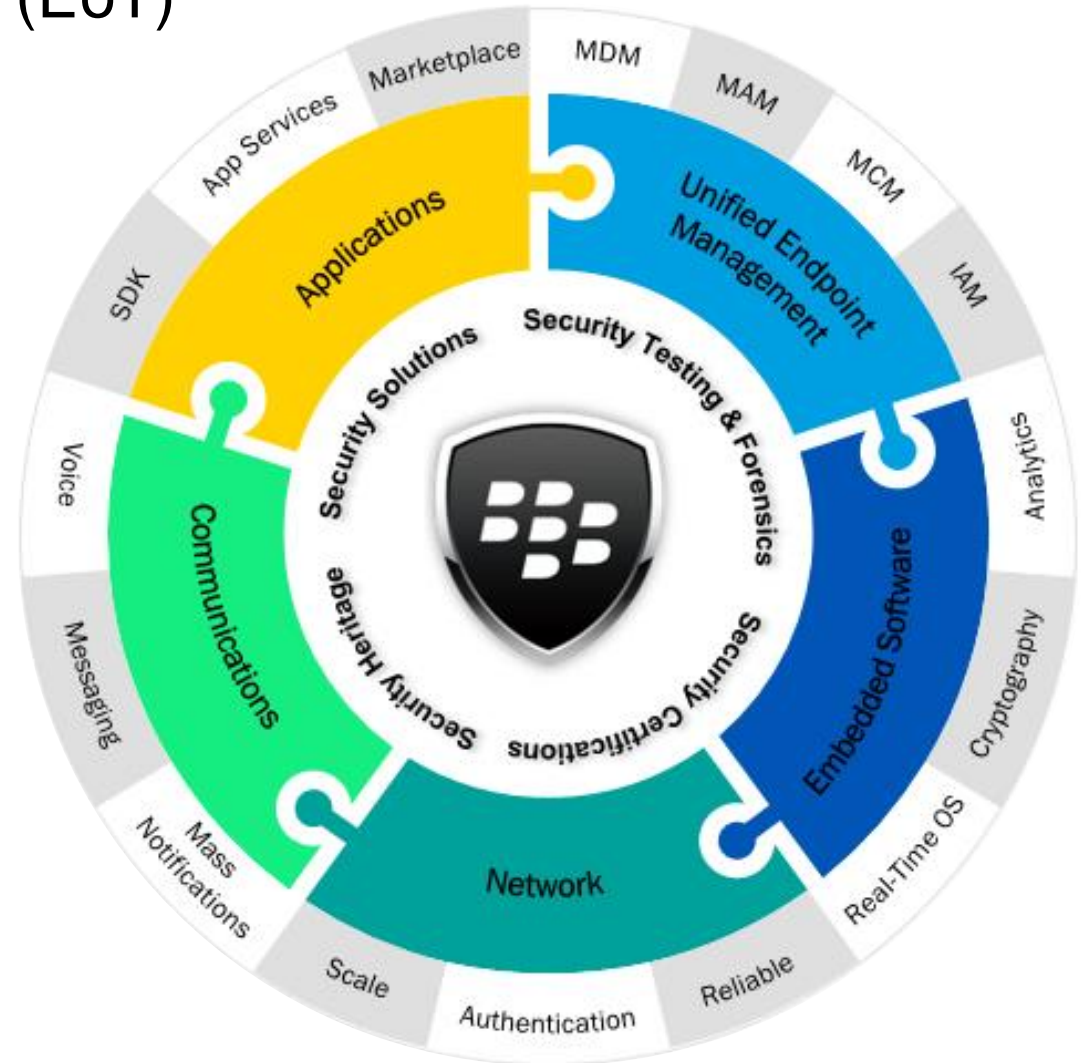 (EoT)
Marketplace
MDM
MAM
MCM
IAM
Analytics
Cryptography
Real-Time OS
Reliable
Authentication
Scale
Mass
Notifications
Messaging
Voice
SDK
App Services
Applications
Unified Endpoint
Management
Embedded Software
Network
Communications
Security Solutions
Security Testing & Forensics
Security Certifications
Security Heritage